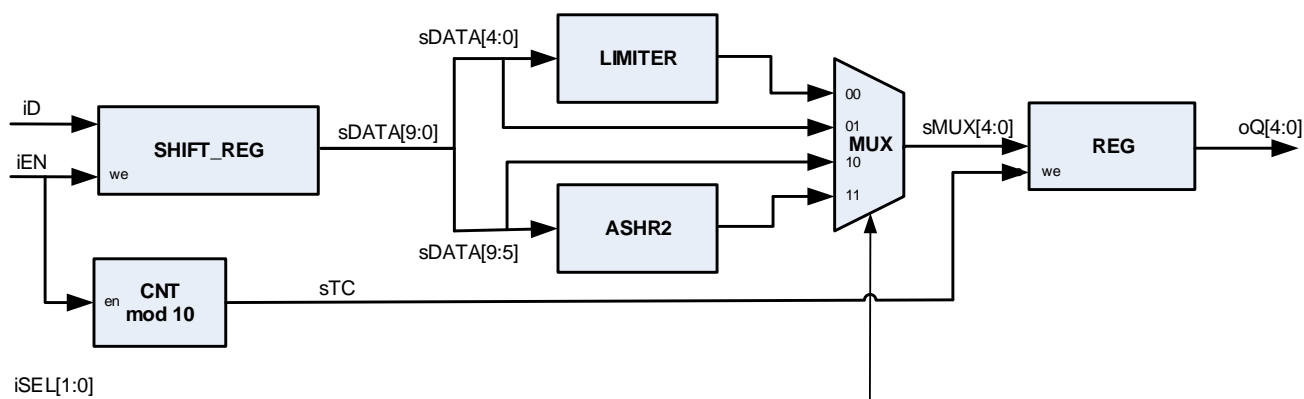 sDATA[4:0]
LIMITER
iD
00
sDATA[9:0]
01
sMUX[4:0]
oQ[4:0]
SHIFT_REG
MUX
REG
iEN
10
we
we
11
ASHR2
sDATA[9:5]
CNT
en
sTC
mod 10
iSEL[1:0]